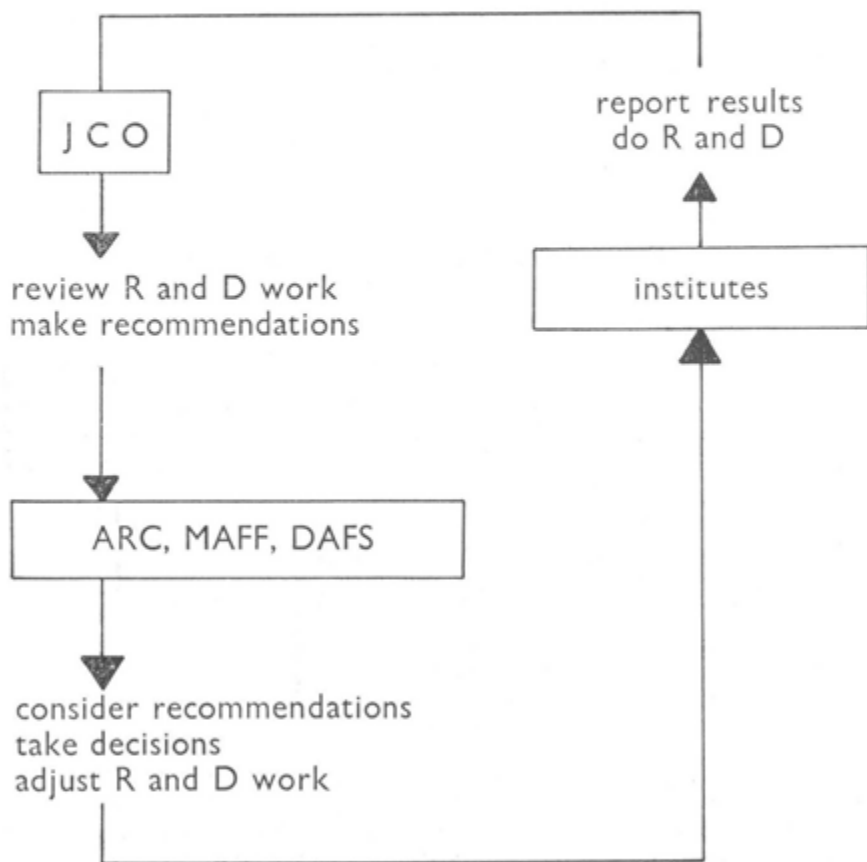 J C O
review R and D work
make recommendations
ARC, MAFF, DAFS
consider recommendations
take decisions
adjust R and D work
report results
do R and D
institutes